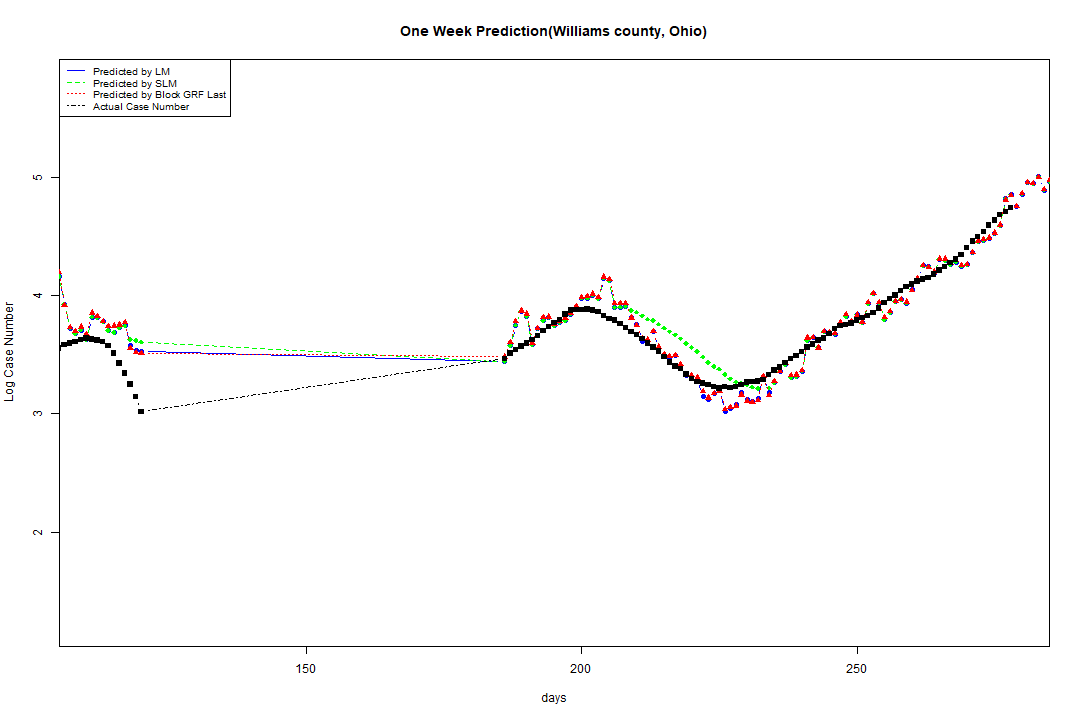 One Week Prediction(Williams county, Ohio)
Predicted by LM
Predicted by SLM
Predicted by Block GRF Last
Actual Case Number
Log Case Number
5
4
3
2
150
200
250
days